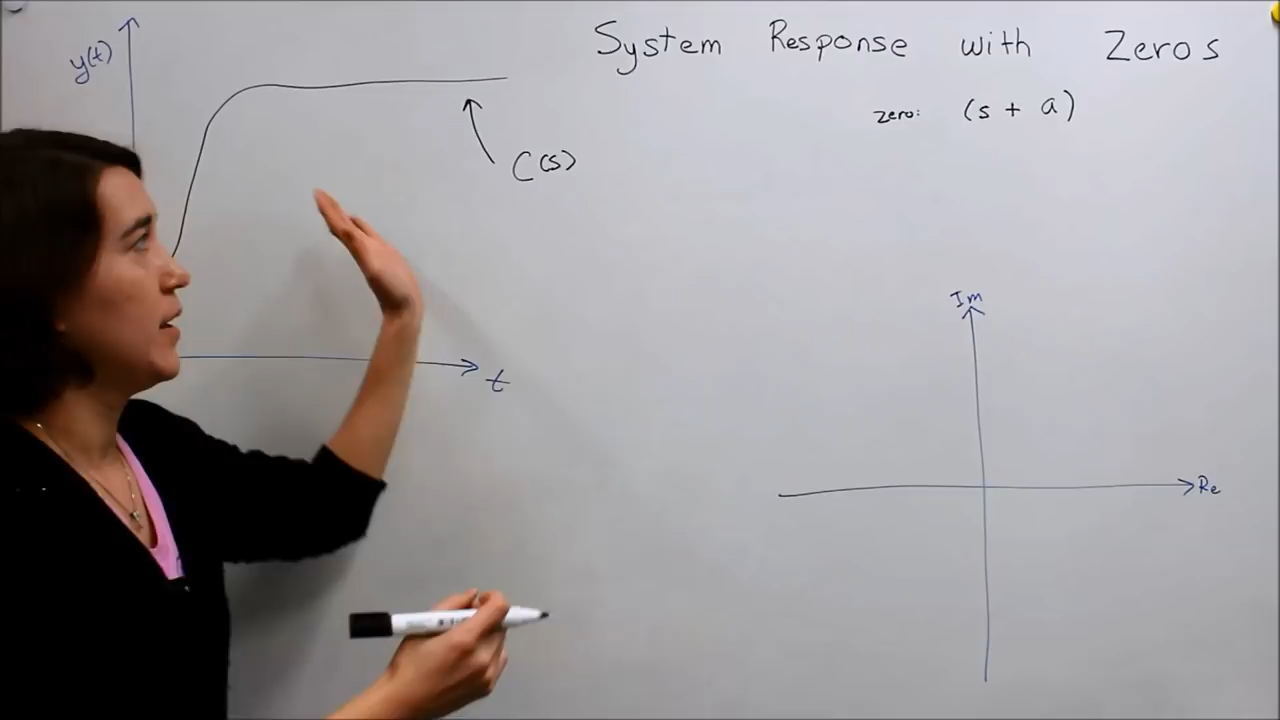 System Response with Zeros
zero: (s + a)
y(t)
C(s)
t
Im
Re